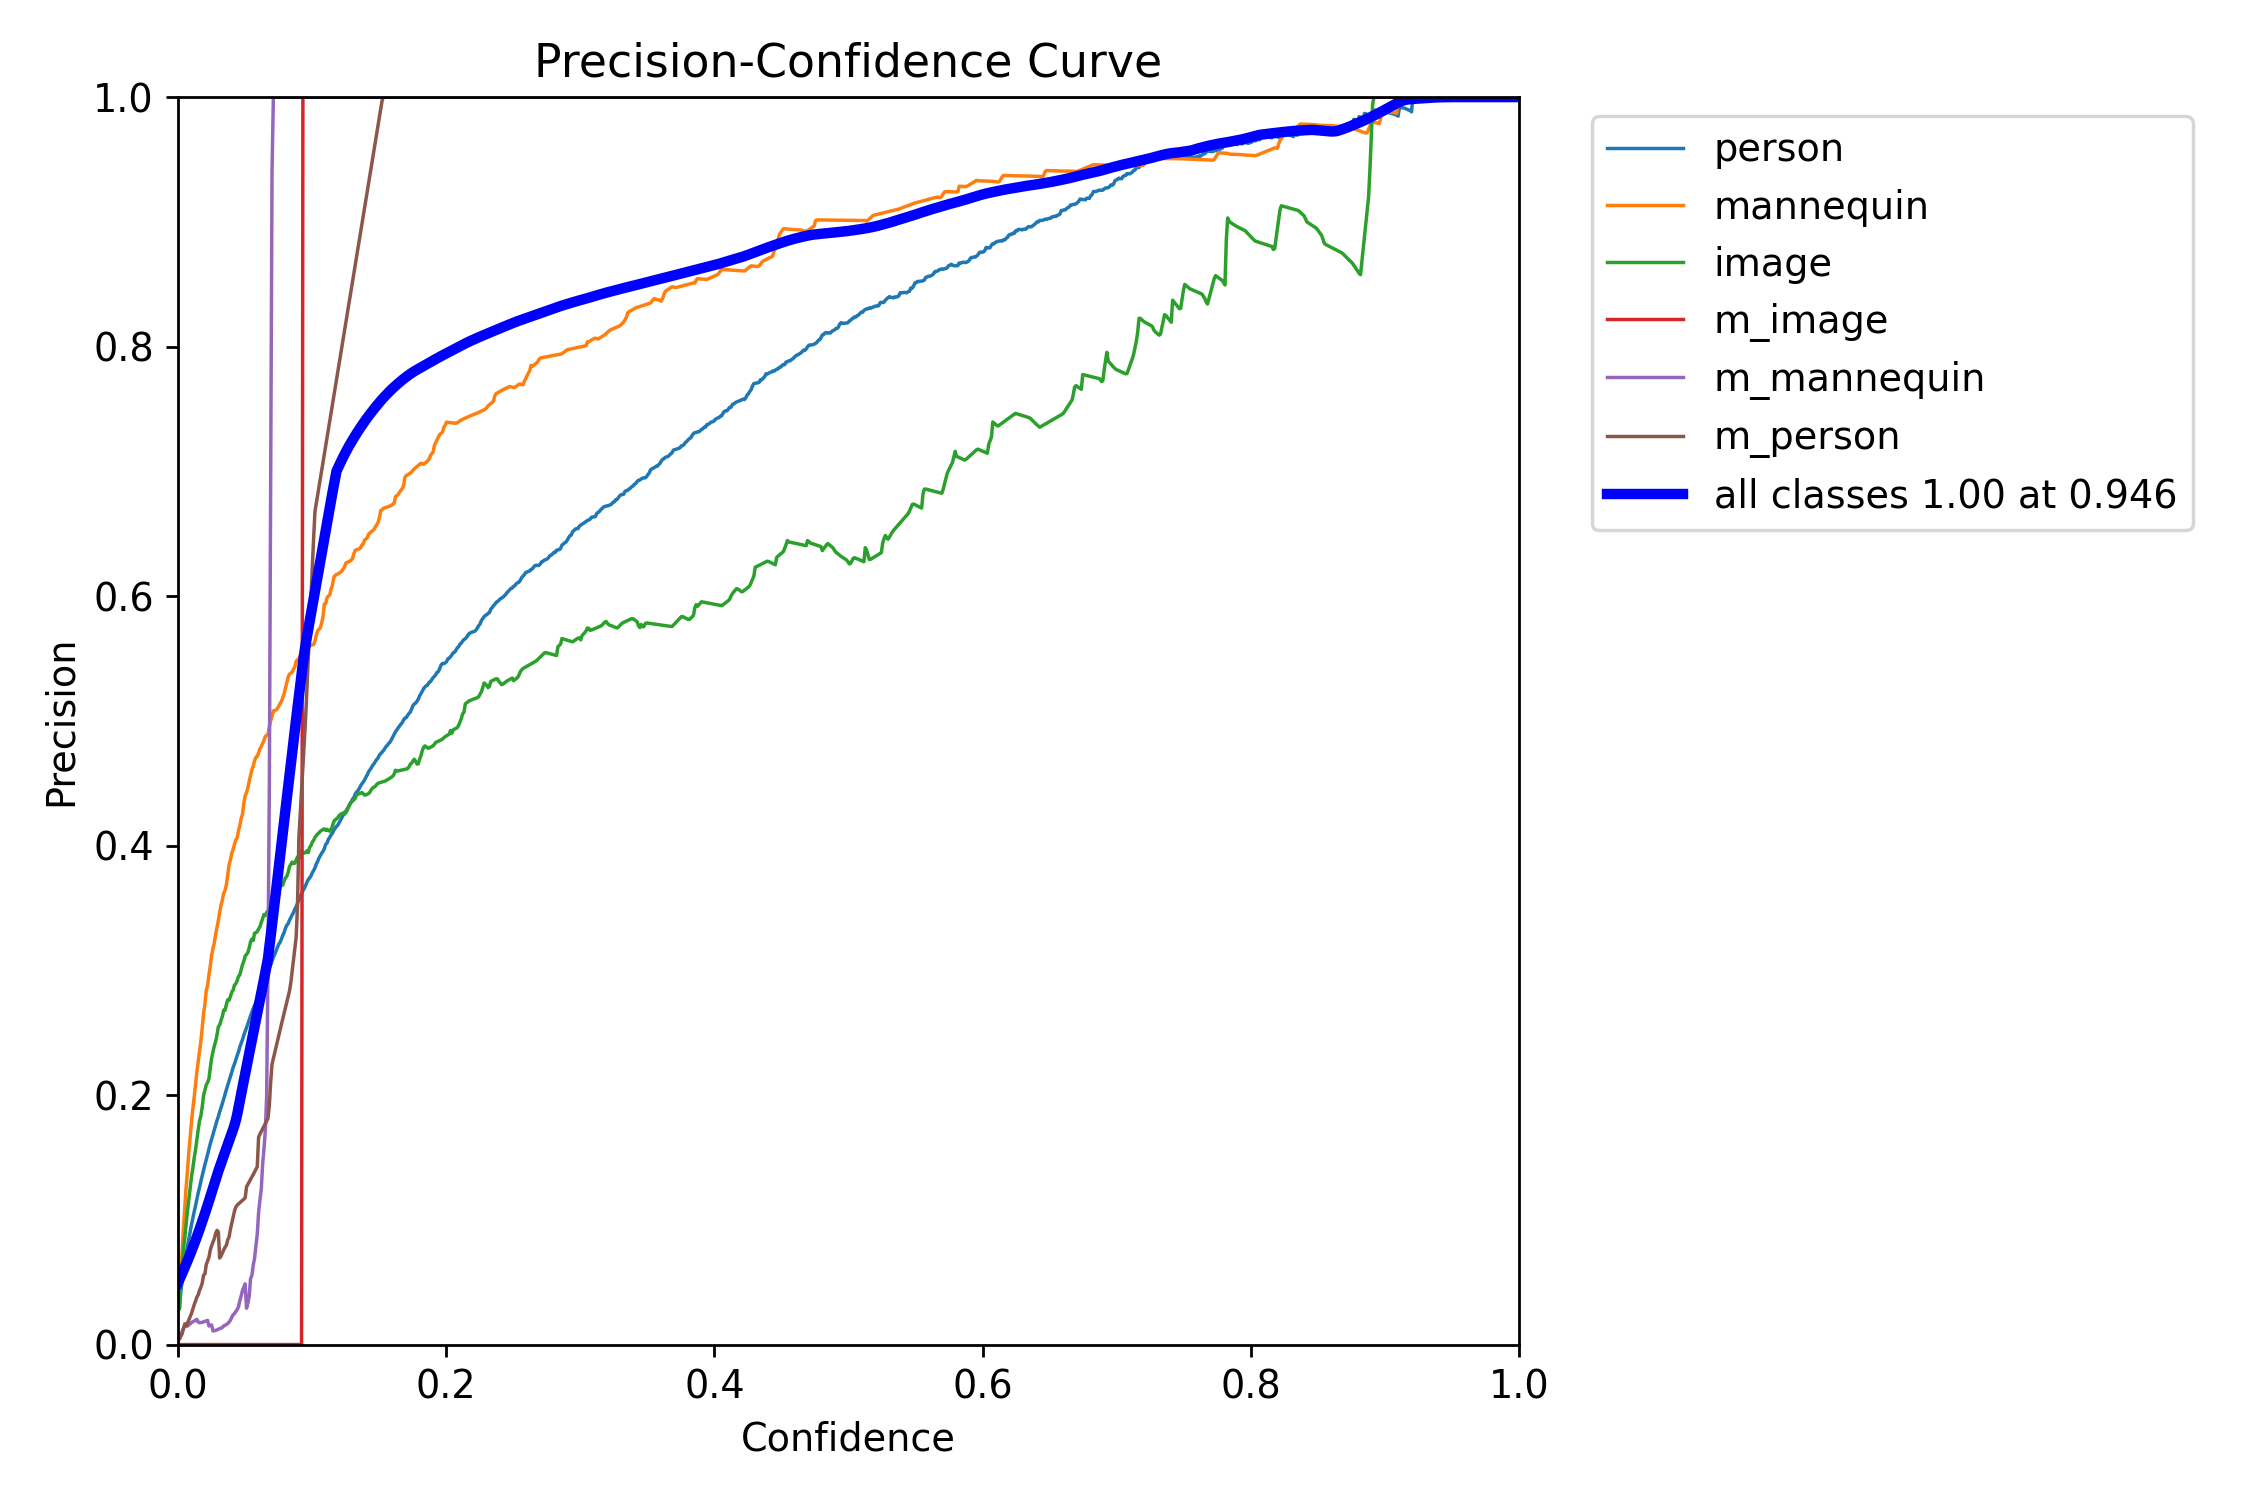 Precision-Confidence Curve
1.0
0.8
0.6
0.4
0.2
0.0
Precision
0.0 0.2 0.4 0.6 0.8 1.0
Confidence
person
mannequin
image
m_image
m_mannequin
m_person
all classes 1.00 at 0.946